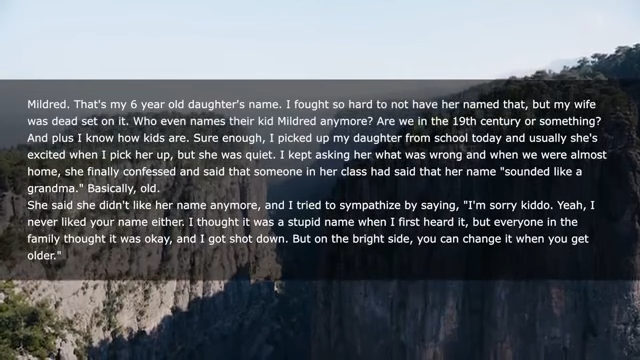 Mildred. That's my 6 year old daughter's name. I fought so hard to not have her named that, but my wife
was dead set on it. Who even names their kid Mildred anymore? Are we in the 19th century or something?
And plus I know how kids are. Sure enough, I picked up my daughter from school today and usually she's
excited when I pick her up, but she was quiet. I kept asking her what was wrong and when we were almost
home, she finally confessed and said that someone in her class had said that her name "sounded like a
grandma." Basically, old.
She said she didn't like her name anymore, and I tried to sympathize by saying, "I'm sorry kiddo. Yeah, I
never liked your name either. I thought it was a stupid name when I first heard it, but everyone in the
family thought it was okay, and I got shot down. But on the bright side, you can change it when you get
older."